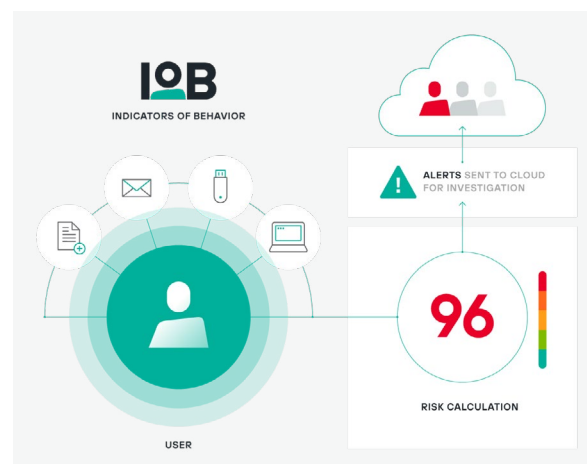 IOB
INDICATORS OF BEHAVIOR
ALERTS SENT TO CLOUD
FOR INVESTIGATION
96
RISK CALCULATION
USER